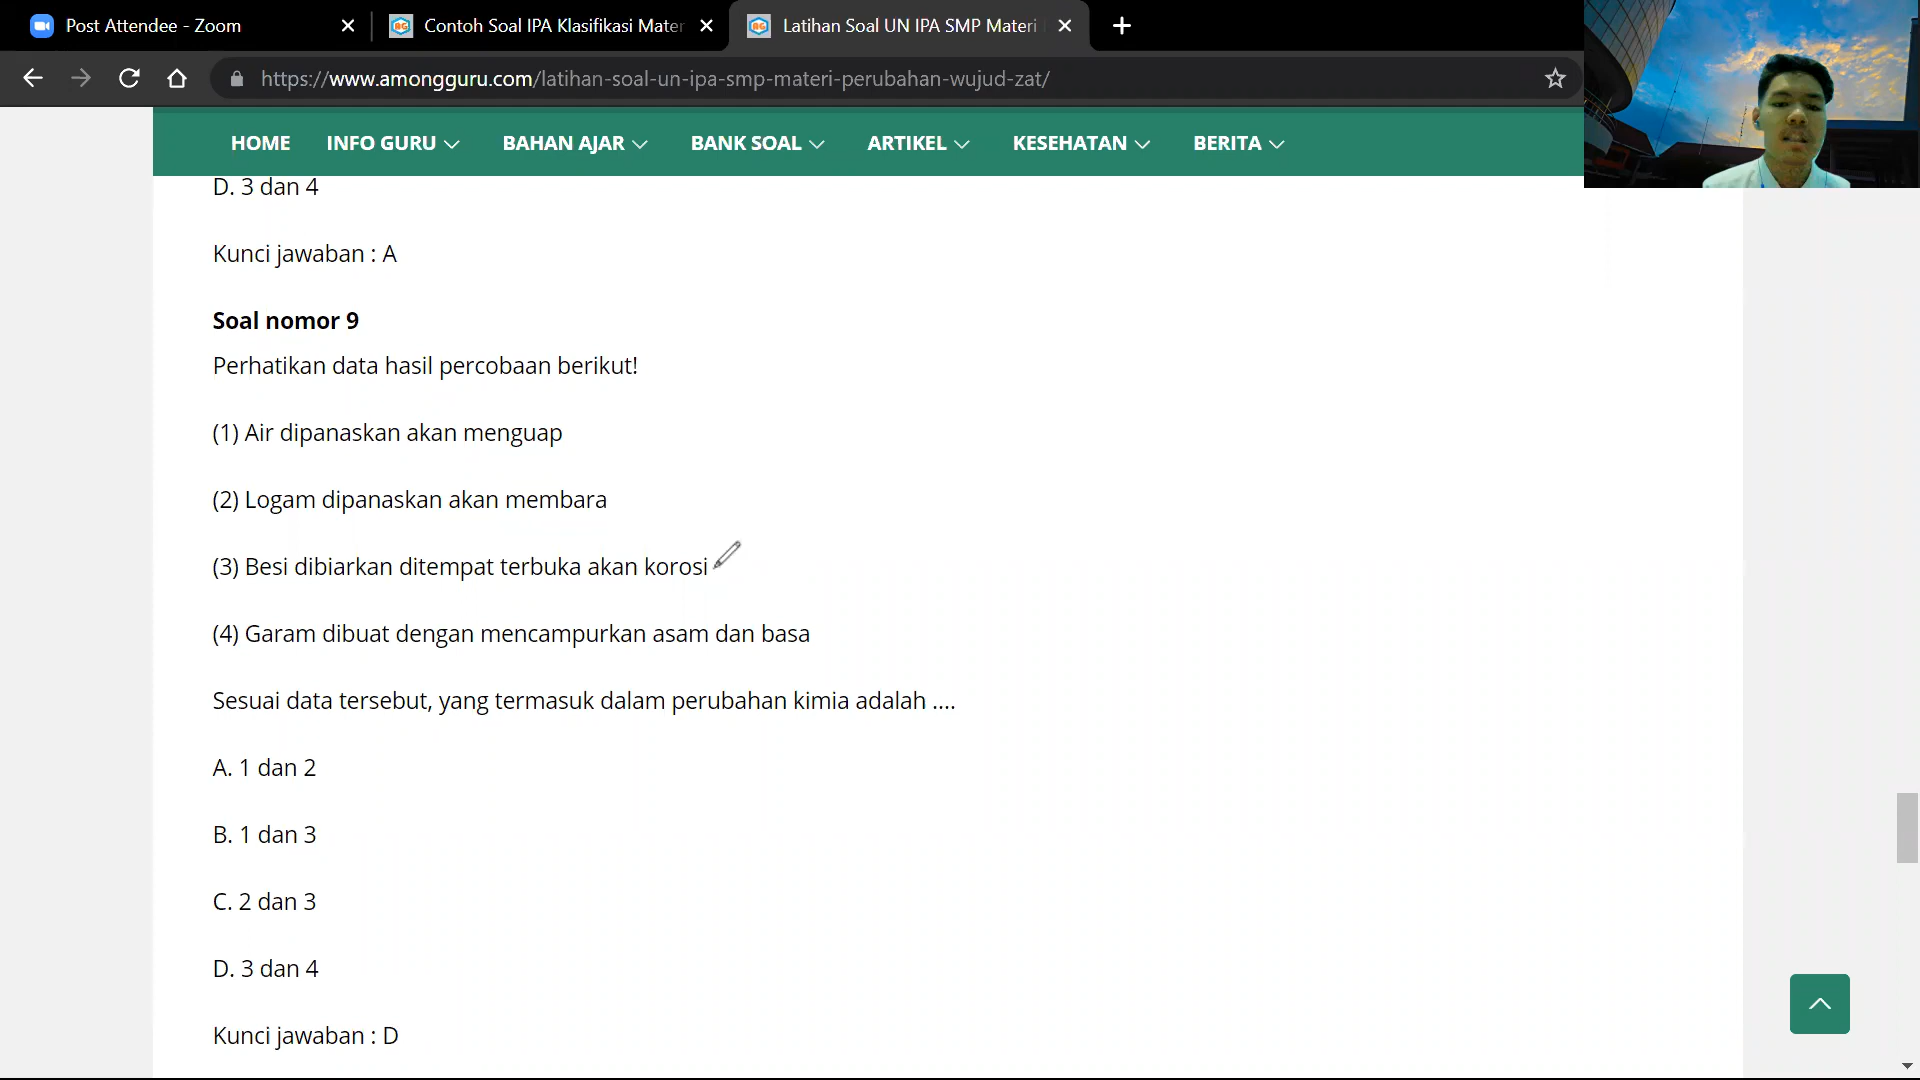 Post Attendee - Zoom
Contoh Soal IPA Klasifikasi Mater
Latihan Soal UN IPA SMP Materi
https://www.amongguru.com/latihan-soal-un-ipa-smp-materi-perubahan-wujud-zat/
HOME INFO GURU BAHAN AJAR BANK SOAL ARTIKEL KESEHATAN BERITA
D. 3 dan 4
Kunci jawaban : A
Soal nomor 9
Perhatikan data hasil percobaan berikut!
(1) Air dipanaskan akan menguap
(2) Logam dipanaskan akan membara
(3) Besi dibiarkan ditempat terbuka akan korosi
(4) Garam dibuat dengan mencampurkan asam dan basa
Sesuai data tersebut, yang termasuk dalam perubahan kimia adalah ....
A. 1 dan 2
B. 1 dan 3
C. 2 dan 3
D. 3 dan 4
Kunci jawaban : D